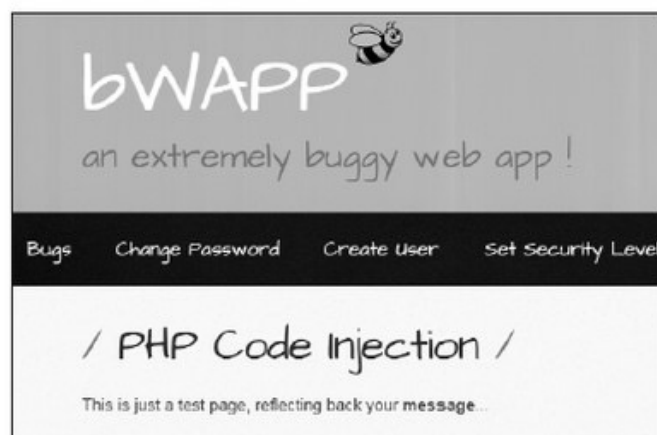 bWAPP
an extremely buggy web app !
Bugs Change Password Create User Set Security Level
/ PHP Code Injection /
This is just a test page, reflecting back your message...